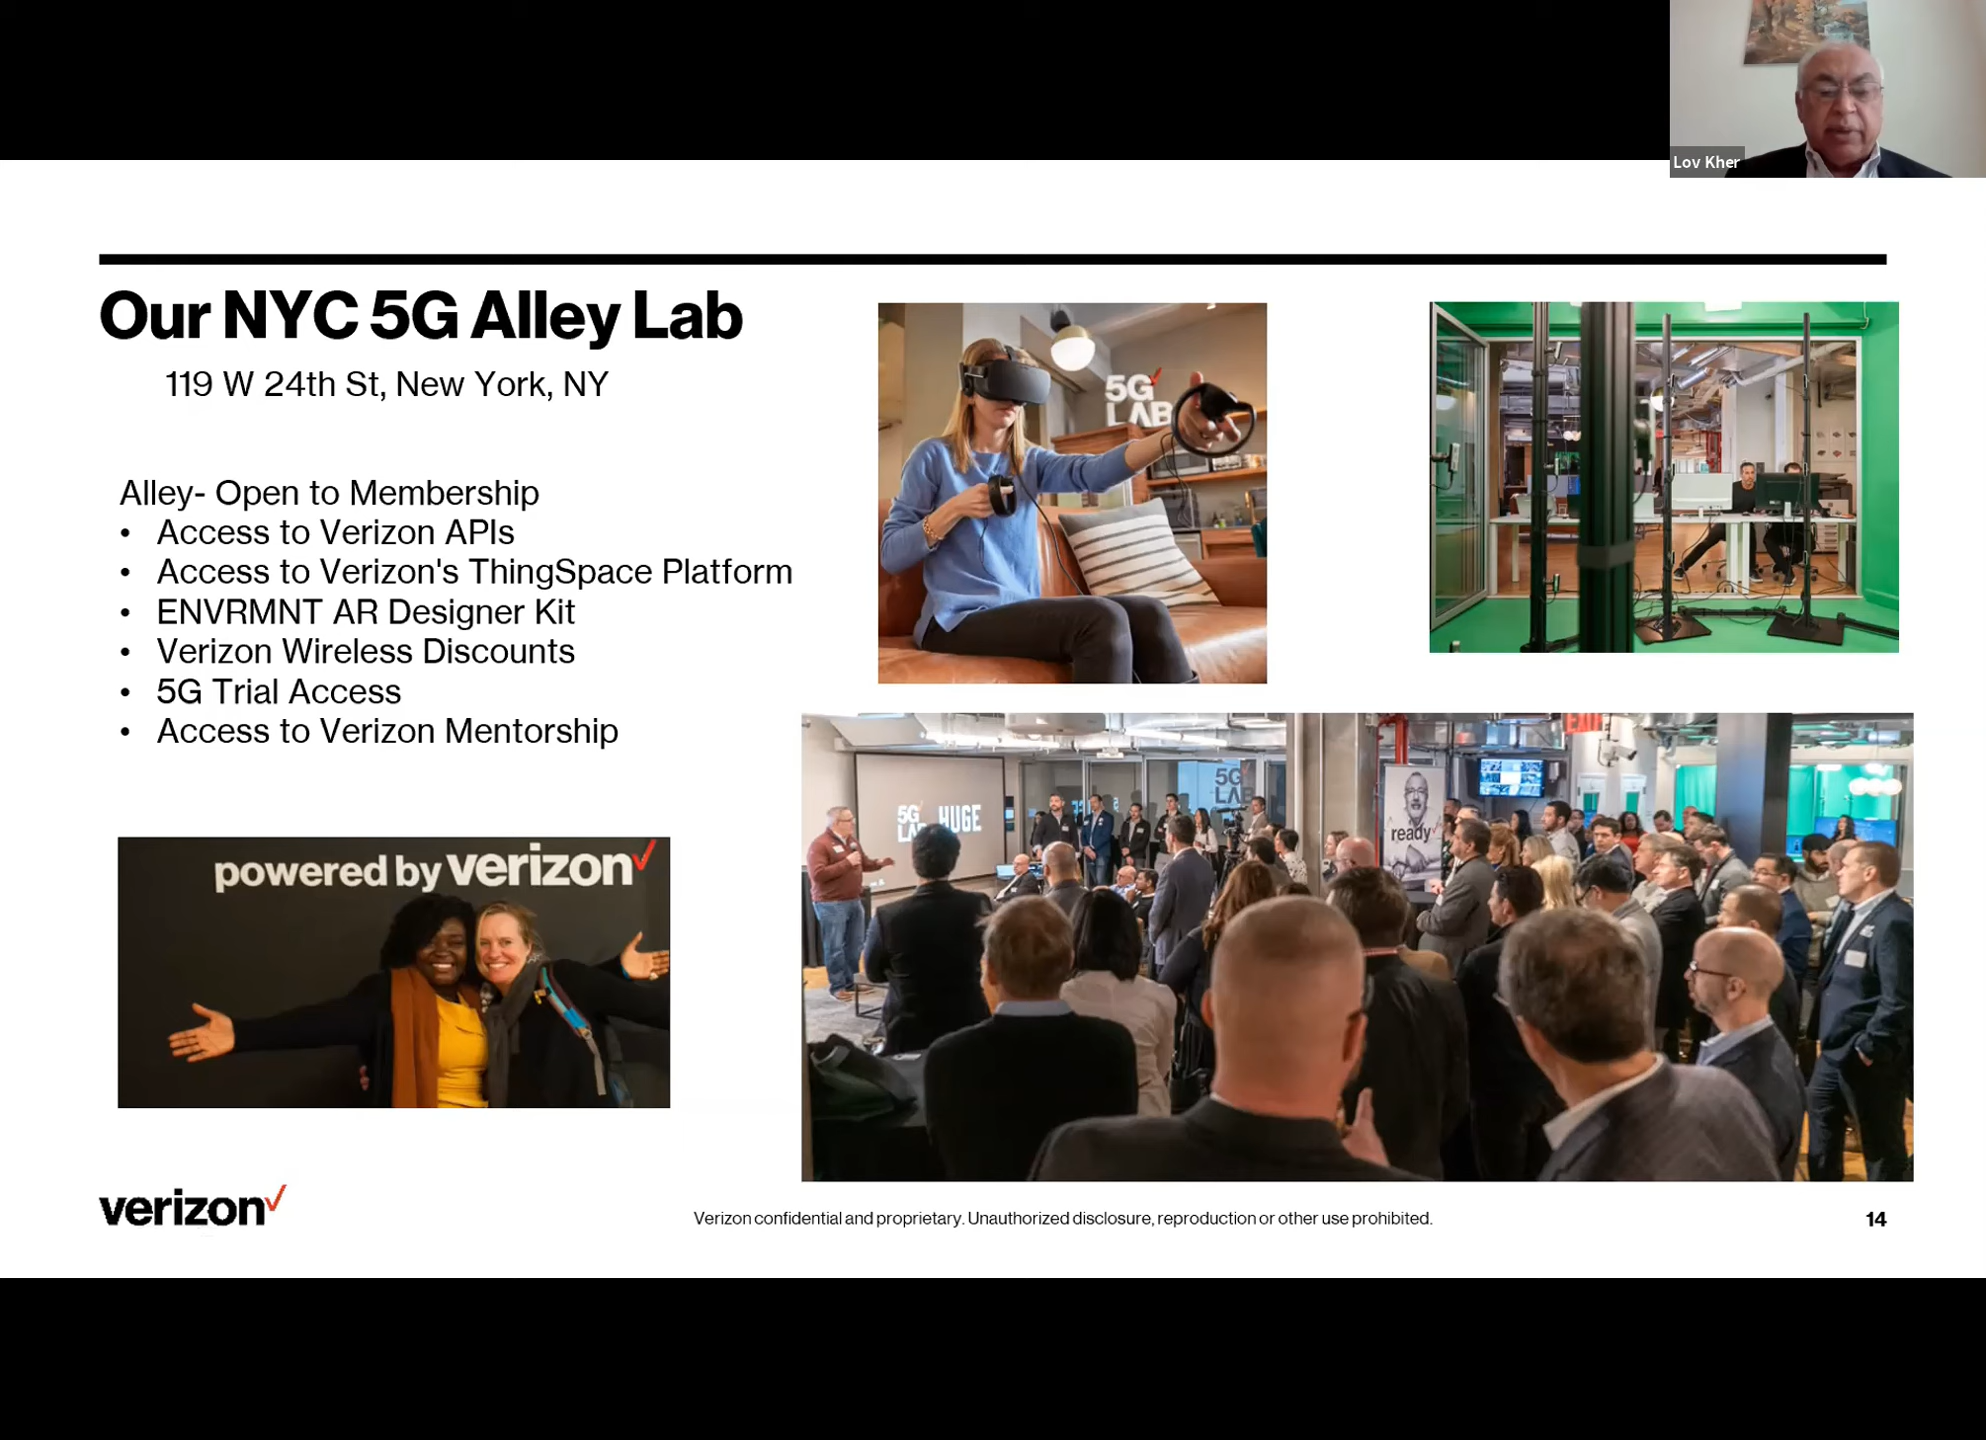 Lov Kher
Our NYC 5G Alley Lab
119 W 24th St, New York, NY
Alley- Open to Membership
• Access to Verizon APIs
• Access to Verizon's ThingSpace Platform
• ENVRMNT AR Designer Kit
• Verizon Wireless Discounts
• 5G Trial Access
• Access to Verizon Mentorship
5G
LAB
5G
LAB
HUGE
5G
LAB
ready
EXIT
powered by verizon
verizon
Verizon confidential and proprietary. Unauthorized disclosure, reproduction or other use prohibited.
14